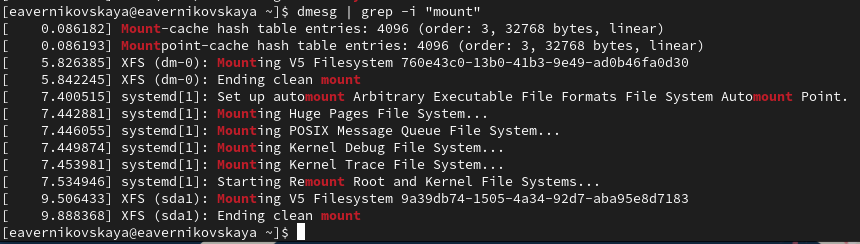 [eavernikovskaya@eavernikovskaya ~]$ dmesg | grep -i "mount"
[    0.086182] Mount-cache hash table entries: 4096 (order: 3, 32768 bytes, linear)
[    0.086193] Mountpoint-cache hash table entries: 4096 (order: 3, 32768 bytes, linear)
[    5.826385] XFS (dm-0): Mounting V5 Filesystem 760e43c0-13b0-41b3-9e49-ad0b46fa0d30
[    5.842245] XFS (dm-0): Ending clean mount
[    7.400515] systemd[1]: Set up automount Arbitrary Executable File Formats File System Automount Point.
[    7.442881] systemd[1]: Mounting Huge Pages File System...
[    7.446055] systemd[1]: Mounting POSIX Message Queue File System...
[    7.449874] systemd[1]: Mounting Kernel Debug File System...
[    7.453981] systemd[1]: Mounting Kernel Trace File System...
[    7.534946] systemd[1]: Starting Remount Root and Kernel File Systems...
[    9.506433] XFS (sda1): Mounting V5 Filesystem 9a39db74-1505-4a34-92d7-aba95e8d7183
[    9.888368] XFS (sda1): Ending clean mount
[eavernikovskaya@eavernikovskaya ~]$